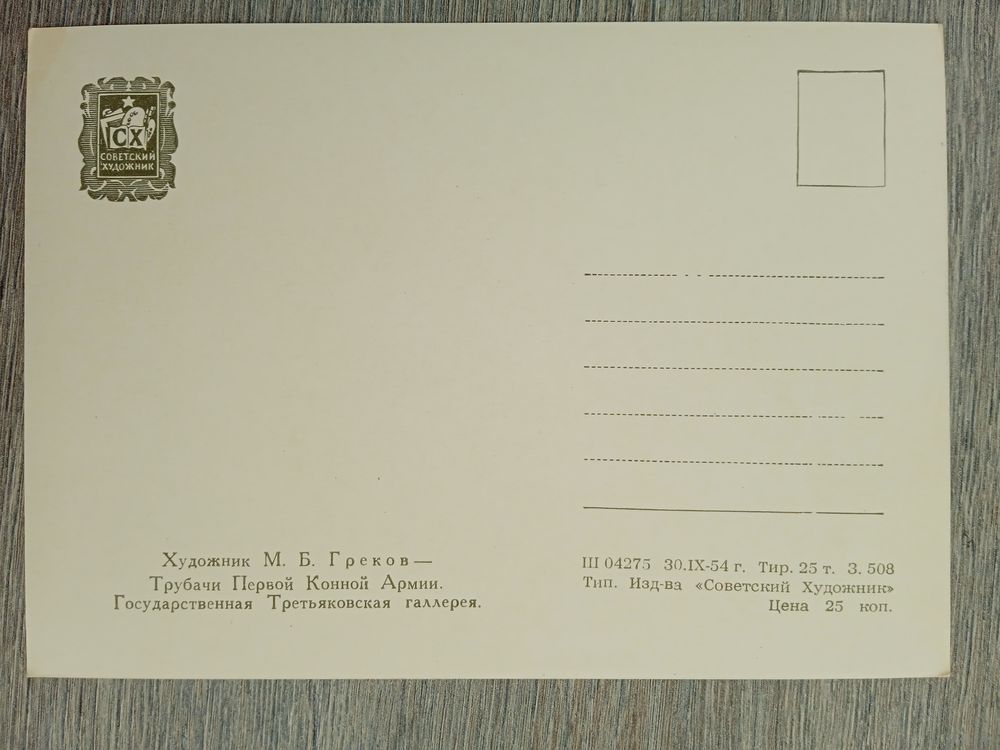 СХ
СОВЕТСКИЙ
ХУДОЖНИК
Художник М. Б. Греков —
Трубачи Первой Конной Армии.
Государственная Третьяковская галлерея.
Ш 04275 30.IX-54 г. Тир. 25 т. З. 508
Тип. Изд-ва «Советский Художник»
Цена 25 коп.